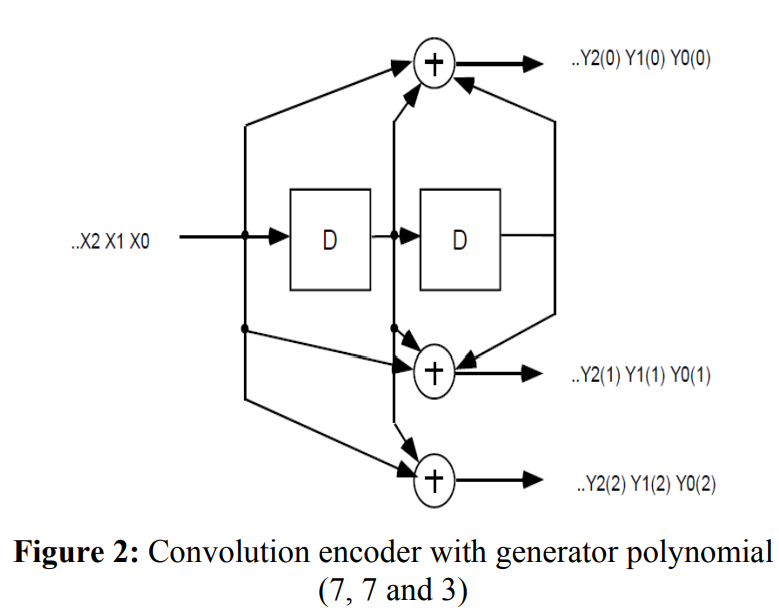 ..Y2(0) Y1(0) Y0(0)
+
..X2 X1 X0
D
D
+
..Y2(1) Y1(1) Y0(1)
+
..Y2(2) Y1(2) Y0(2)
Figure 2: Convolution encoder with generator polynomial
(7, 7 and 3)